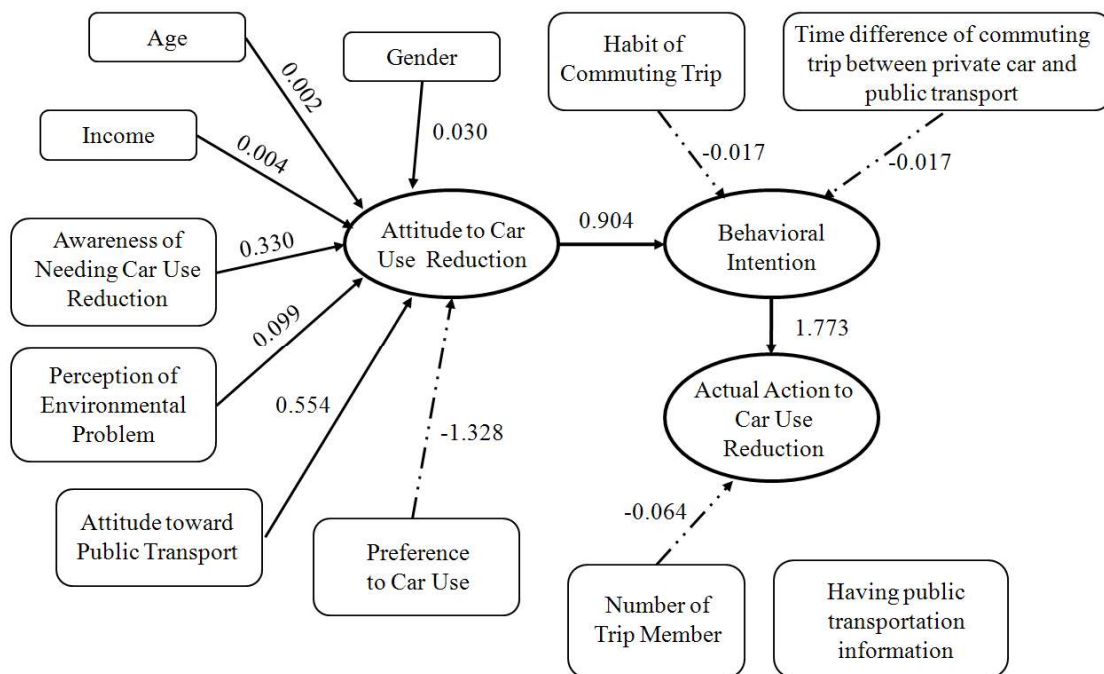 Age
Gender
Habit of
Commuting Trip
Time difference of commuting
trip between private car and
public transport
0.002
0.030
Income
0.004
-0.017
-0.017
Awareness of
Needing Car Use
Reduction
0.330
Attitude to Car
Use Reduction
0.904
Behavioral
Intention
0.099
1.773
Perception of
Environmental
Problem
0.554
-1.328
Actual Action to
Car Use
Reduction
Attitude toward
Public Transport
Preference
to Car Use
-0.064
Number of
Trip Member
Having public
transportation
information